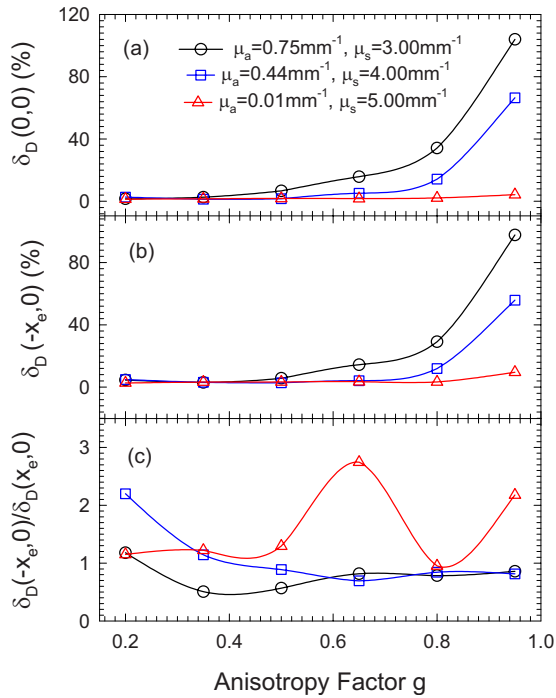 120
(a)
μa=0.75mm⁻¹, μs=3.00mm⁻¹
μa=0.44mm⁻¹, μs=4.00mm⁻¹
μa=0.01mm⁻¹, μs=5.00mm⁻¹
80
40
0
δD(0,0) (%)
(b)
80
40
0
δD(-xe,0) (%)
(c)
3
2
1
0
δD(-xe,0)/δD(xe,0)
0.2 0.4 0.6 0.8 1.0
Anisotropy Factor g